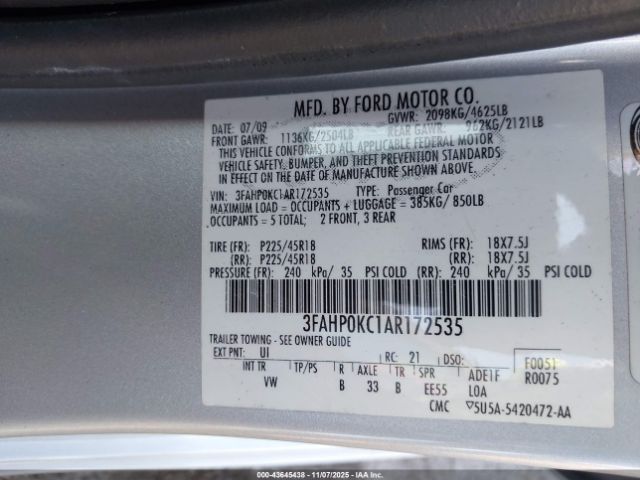 MFD. BY FORD MOTOR CO.
07/09 GVWR: 2098KG/4625LB
FRONT GAWR: 1136KG/2504LB REAR GAWR: 962KG/2121LB
THIS VEHICLE CONFORMS TO ALL APPLICABLE FEDERAL MOTOR
VEHICLE SAFETY, BUMPER, AND THEFT PREVENTION STANDARDS
IN EFFECT ON THE DATE OF MANUFACTURE SHOWN ABOVE.
VIN: 3FAHP0KC1AR172535 TYPE: Passenger Car
MAXIMUM LOAD = OCCUPANTS + LUGGAGE = 385KG/ 850LB
OCCUPANTS = 5 TOTAL; 2 FRONT, 3 REAR
TIRE (FR): P225/45R18 RIMS (FR): 18X7.5J
(RR): P225/45R18 (RR): 18X7.5J
PRESSURE (FR): 240 kPa/ 35 PSI COLD (RR): 240 kPa/ 35 PSI COLD
3FAHP0KC1AR172535
TRAILER TOWING - SEE OWNER GUIDE
EXT PNT: UI RC: 21 DSO: F0051
INT TR TP/PS R AXLE TR SPR ADE1F R0075
VW B 33 B EE55 LOA
CMC ▽5U5A-5420472-AA
000-43645438 - 11/07/2025 - IAA